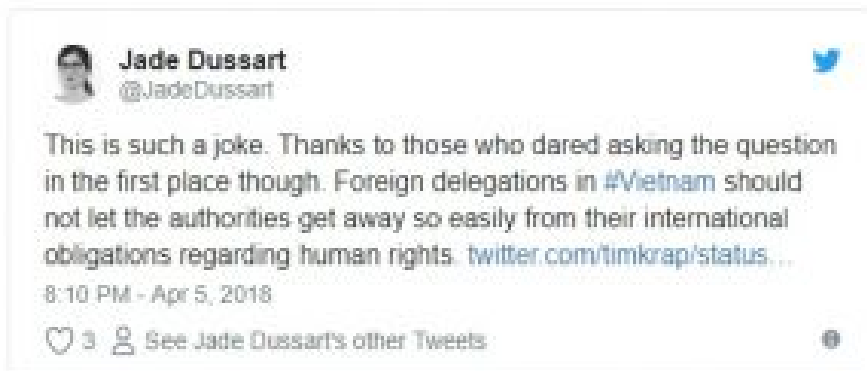 Jade Dussart
@JadeDussart
This is such a joke. Thanks to those who dared asking the question
in the first place though. Foreign delegations in #Vietnam should
not let the authorities get away so easily from their international
obligations regarding human rights. twitter.com/timkrap/status…
8:10 PM - Apr 5, 2018
3 See Jade Dussart's other Tweets